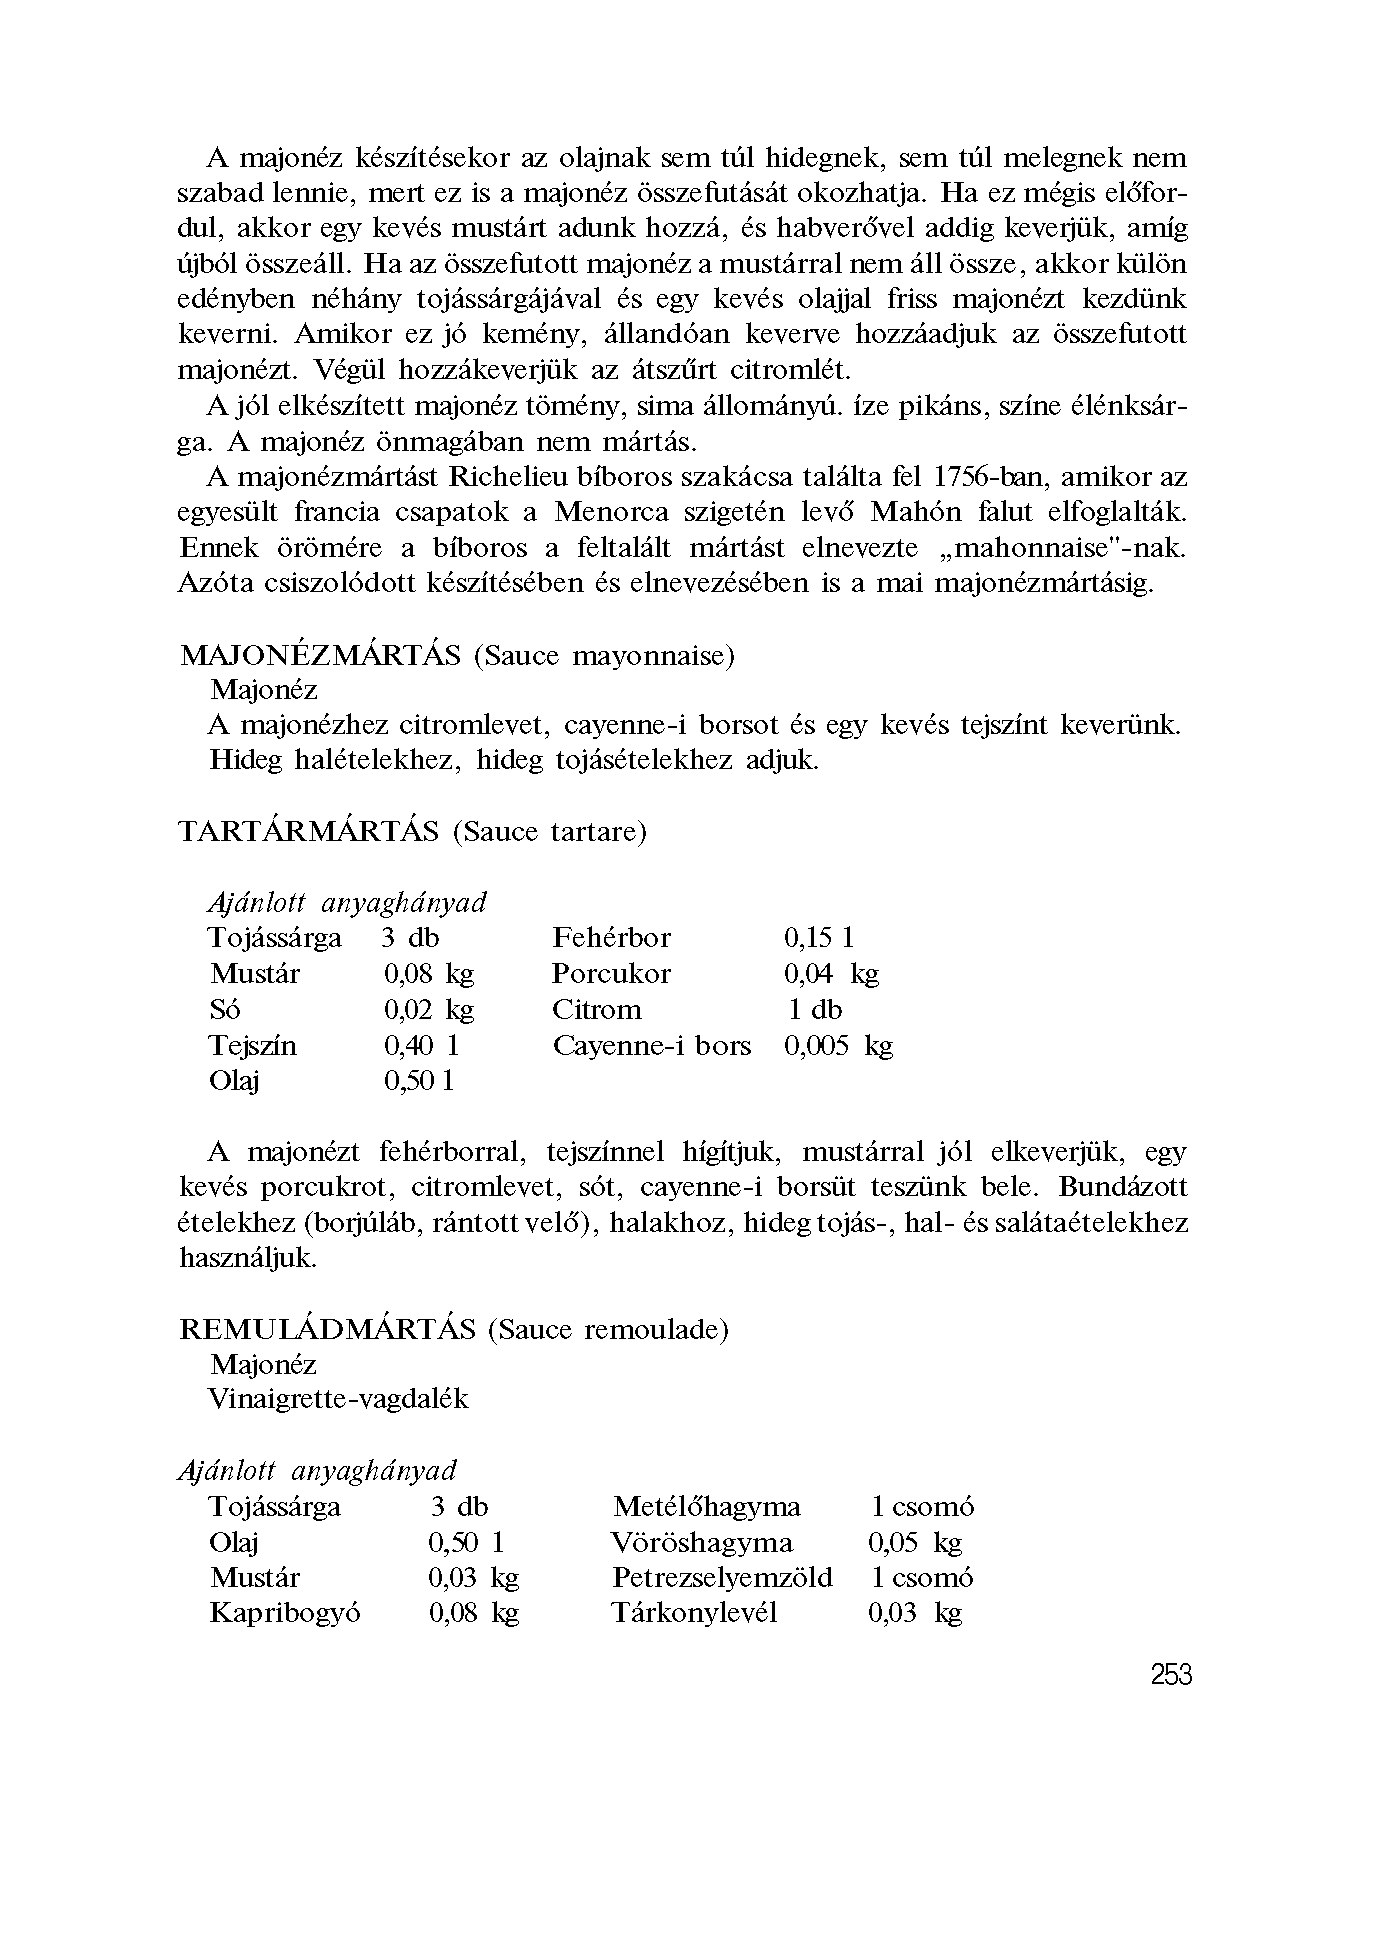 A majonéz készítésekor az olajnak sem túl hidegnek, sem túl melegnek nem
szabad lennie, mert ez is a majonéz összefutását okozhatja. Ha ez mégis előfor-
dul, akkor egy kevés mustárt adunk hozzá, és habverővel addig keverjük, amíg
újból összeáll. Ha az összefutott majonéz a mustárral nem áll össze, akkor külön
edényben néhány tojássárgájával és egy kevés olajjal friss majonézt kezdünk
keverni. Amikor ez jó kemény, állandóan keverve hozzáadjuk az összefutott
majonézt. Végül hozzákeverjük az átszűrt citromlét.
A jól elkészített majonéz tömény, sima állományú. íze pikáns, színe élénksár-
ga. A majonéz önmagában nem mártás.
A majonézmártást Richelieu bíboros szakácsa találta fel 1756-ban, amikor az
egyesült francia csapatok a Menorca szigetén levő Mahón falut elfoglalták.
Ennek örömére a bíboros a feltalált mártást elnevezte „mahonnaise"-nak.
Azóta csiszolódott készítésében és elnevezésében is a mai majonézmártásig.
MAJONÉZMÁRTÁS (Sauce mayonnaise)
Majonéz
A majonézhez citromlevet, cayenne-i borsot és egy kevés tejszínt keverünk.
Hideg halételekhez, hideg tojásételekhez adjuk.
TARTÁRMÁRTÁS (Sauce tartare)
Ajánlott anyaghányad
Tojássárga 3 db Fehérbor 0,15 l
Mustár 0,08 kg Porcukor 0,04 kg
Só 0,02 kg Citrom 1 db
Tejszín 0,40 l Cayenne-i bors 0,005 kg
Olaj 0,50 l
A majonézt fehérborral, tejszínnel hígítjuk, mustárral jól elkeverjük, egy
kevés porcukrot, citromlevet, sót, cayenne-i borsüt teszünk bele. Bundázott
ételekhez (borjúláb, rántott velő), halakhoz, hideg tojás-, hal- és salátaételekhez
használjuk.
REMULÁDMÁRTÁS (Sauce remoulade)
Majonéz
Vinaigrette-vagdalék
Ajánlott anyaghányad
Tojássárga 3 db Metélőhagyma 1 csomó
Olaj 0,50 l Vöröshagyma 0,05 kg
Mustár 0,03 kg Petrezselyemzöld 1 csomó
Kapribogyó 0,08 kg Tárkonylevél 0,03 kg
253